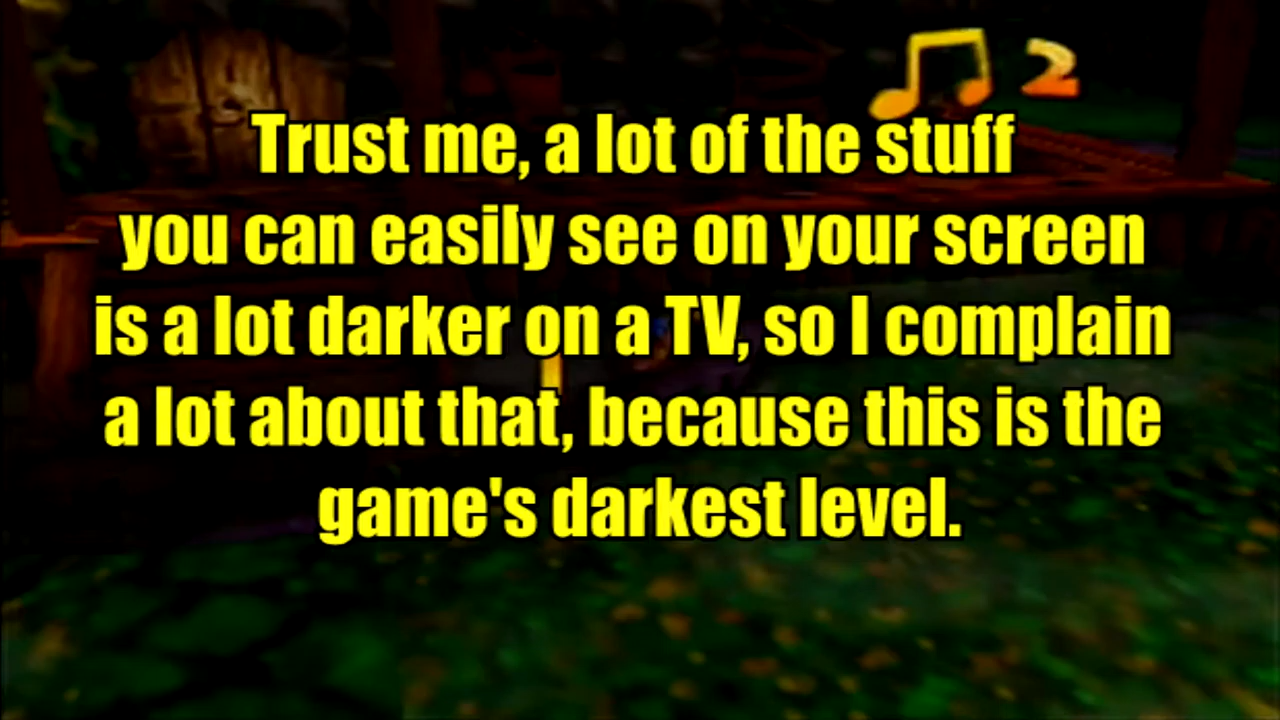 2
Trust me, a lot of the stuff
you can easily see on your screen
is a lot darker on a TV, so I complain
a lot about that, because this is the
game's darkest level.